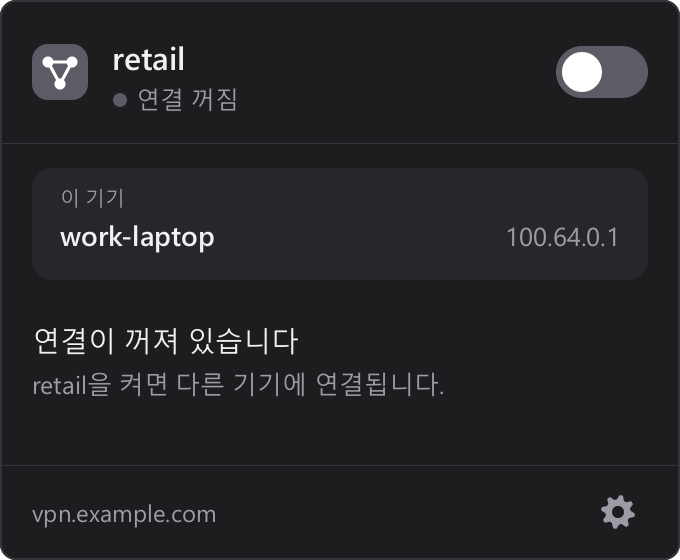 retail
연결 꺼짐
이 기기
work-laptop
100.64.0.1
연결이 꺼져 있습니다
retail을 켜면 다른 기기에 연결됩니다.
vpn.example.com